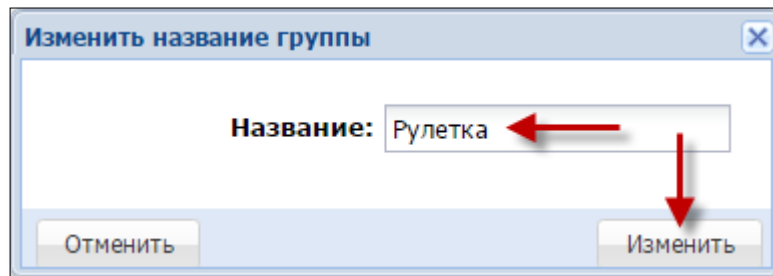 Изменить название группы
Название: Рулетка
Отменить Изменить